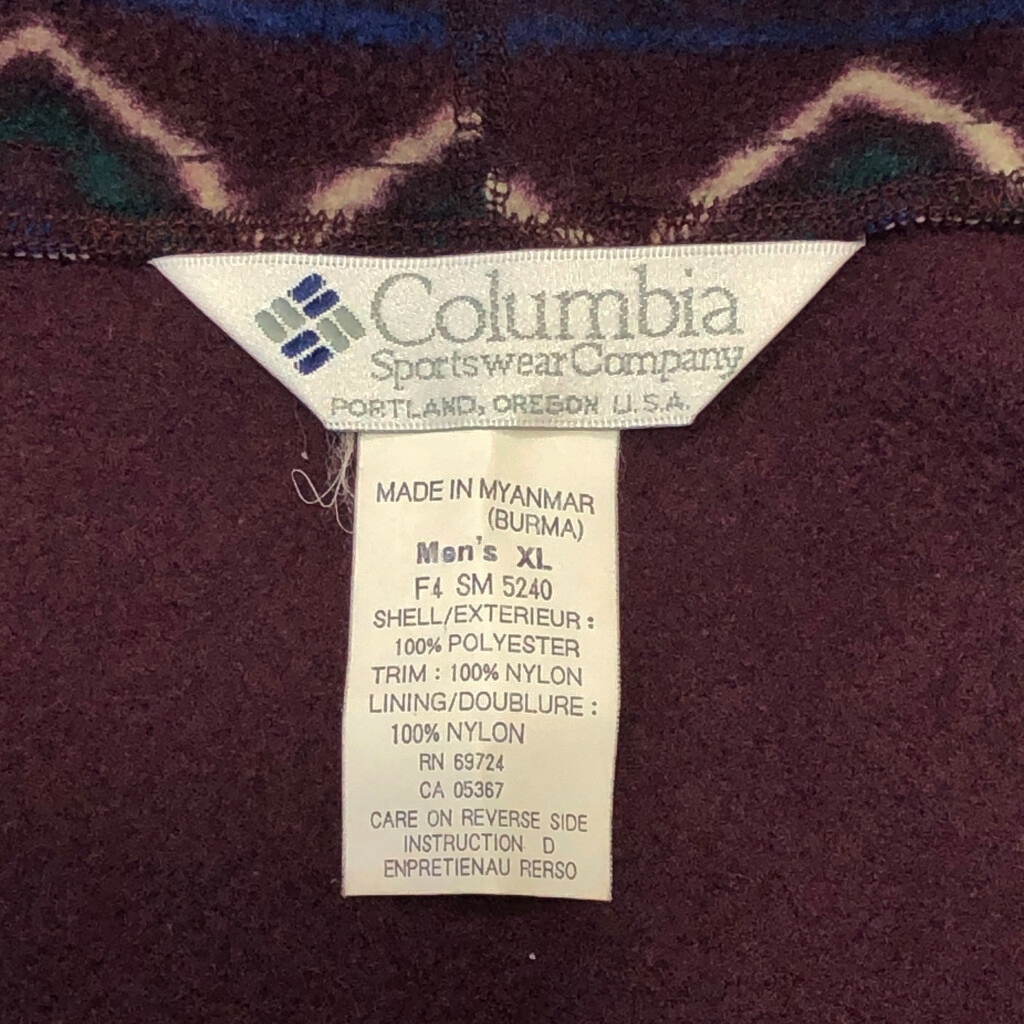 Columbia
Sportswear Company
PORTLAND, OREGON U.S.A.
MADE IN MYANMAR
(BURMA)
Men's XL
F4 SM 5240
SHELL/EXTERIEUR :
100% POLYESTER
TRIM : 100% NYLON
LINING/DOUBLURE :
100% NYLON
RN 69724
CA 05367
CARE ON REVERSE SIDE
INSTRUCTION D
ENPRETIENAU RERSO